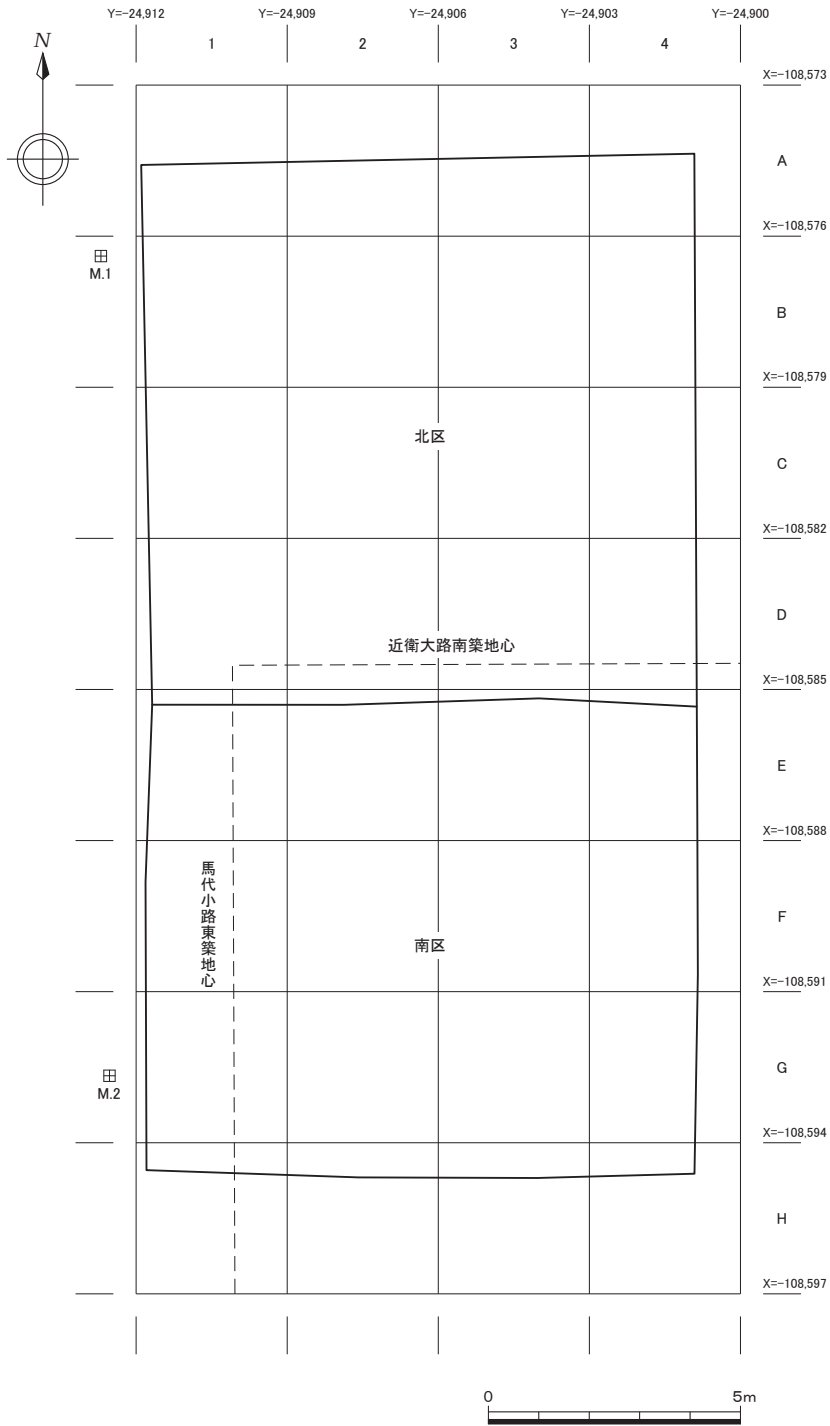 Y=-24,912
Y=-24,909
Y=-24,906
Y=-24,903
Y=-24,900
1
2
3
4
N
X=-108,573
A
X=-108,576
M.1
B
X=-108,579
北区
C
X=-108,582
D
近衛大路南築地心
X=-108,585
E
X=-108,588
馬代小路東築地心
F
南区
X=-108,591
G
M.2
X=-108,594
H
X=-108,597
0
5m